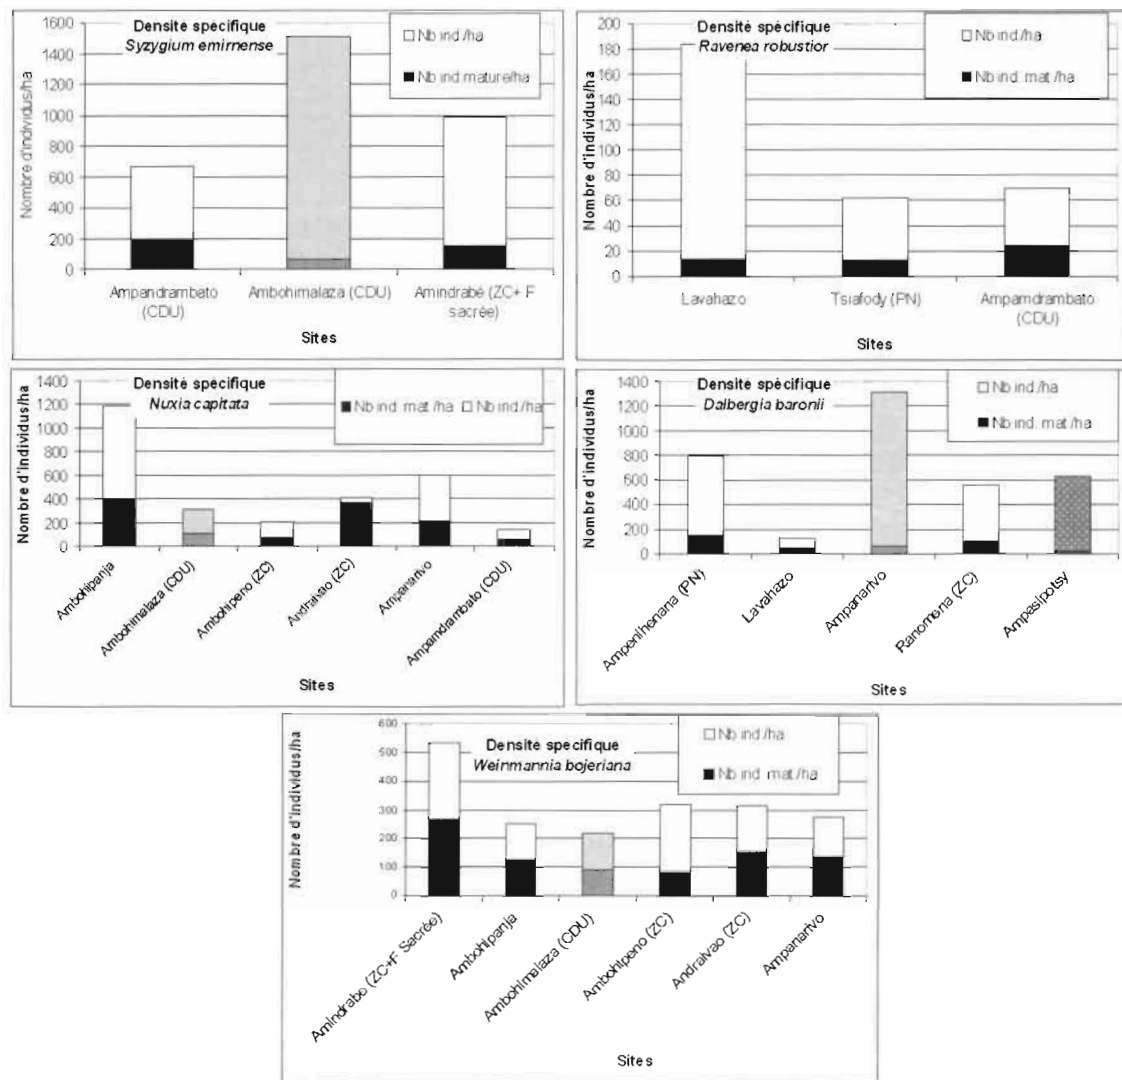 Densité spécifique
Syzygium emirnense
Nb ind/ha
Nb ind mature/ha
Nombre d'individus/ha
1600
1400
1200
1000
800
600
400
200
0
Ampandrambato
(CDU)
Ambohimalaza (CDU)
Amindrabé (ZC+ F
sacrée)
Sites
Densité spécifique
Ravenea robustior
Nb ind/ha
Nb ind. mat/ha
Nombre d'individus/ha
200
180
160
140
120
100
80
60
40
20
0
Lavahazo
Tsiafody (PN)
Ampamdrambato
(CDU)
Sites
Densité spécifique
Nuxia capitata
Nb ind. mat/ha Nb ind/ha
Nombre d'individus/ha
1400
1200
1000
800
600
400
200
0
Ambohipanja
Ambohimalaza (CDU)
Ambohipeno (ZC)
Andraivao (ZC)
Ampanarivo
Ampamdrambato (CDU)
Sites
Densité spécifique
Dalbergia baronii
Nb ind/ha
Nb ind. mat/ha
Nombre d'individus/ha
1400
1200
1000
800
600
400
200
0
Ampenihenana (PN)
Lavahazo
Ampanarivo
Ranomena (ZC)
Ampasipotsy
Sites
Densité spécifique
Weinmannia bojeriana
Nb ind/ha
Nb ind. mat/ha
Nombre d'individus/ha
600
500
400
300
200
100
0
Amindrabe (ZC+F Sacrée)
Ambohipanja
Ambohimalaza (CDU)
Ambohipeno (ZC)
Andraivao (ZC)
Ampanarivo
Sites